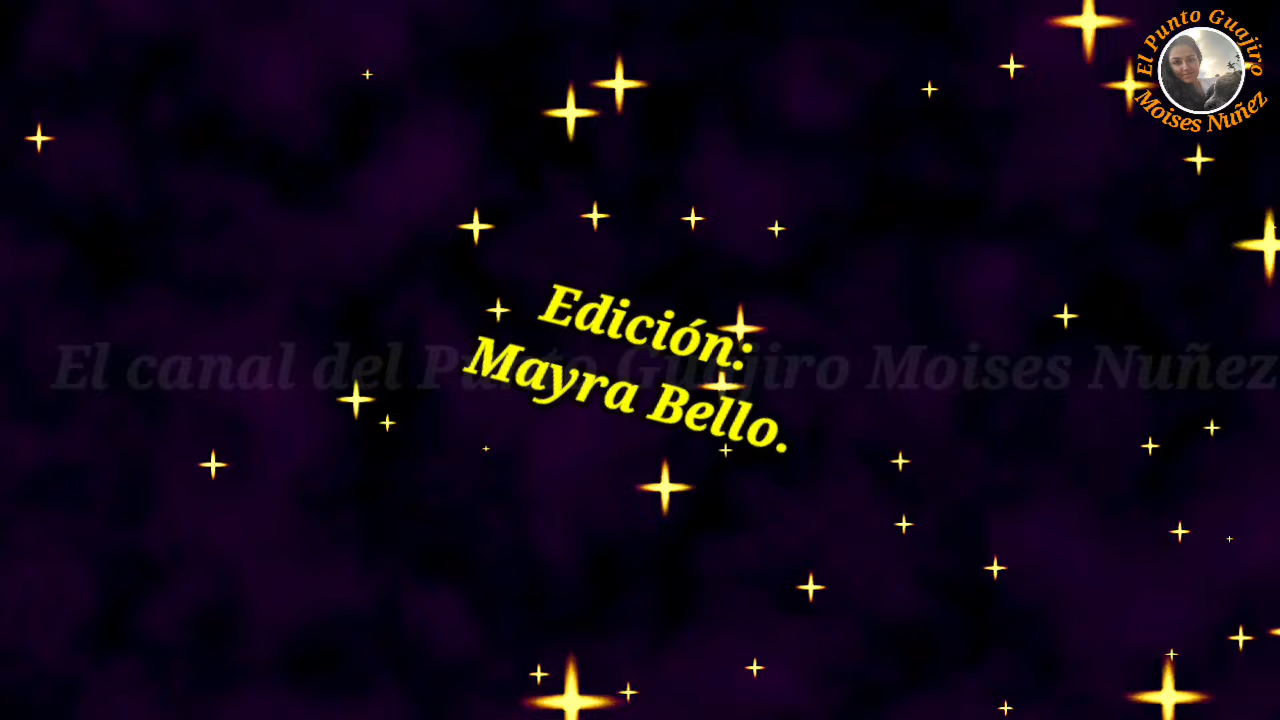 El Punto Guajiro
Moises Nuñez
Edición:
Mayra Bello.
El canal del Punto Guajiro Moises Nuñez